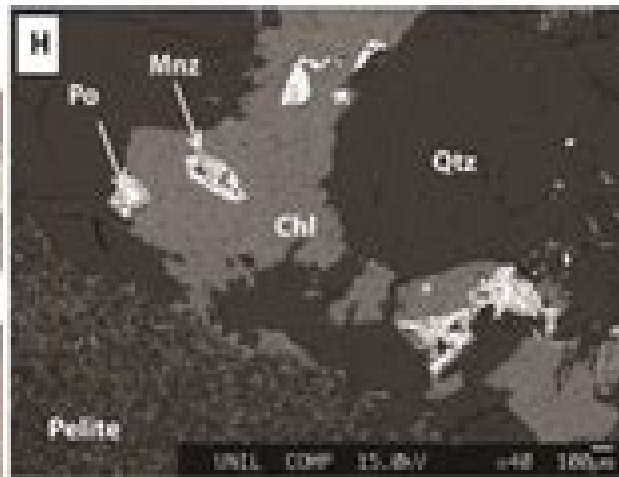 H
Mnz
Po
Qtz
Chl
Pelite
UNIL COMP 15.0kV x40 100µm